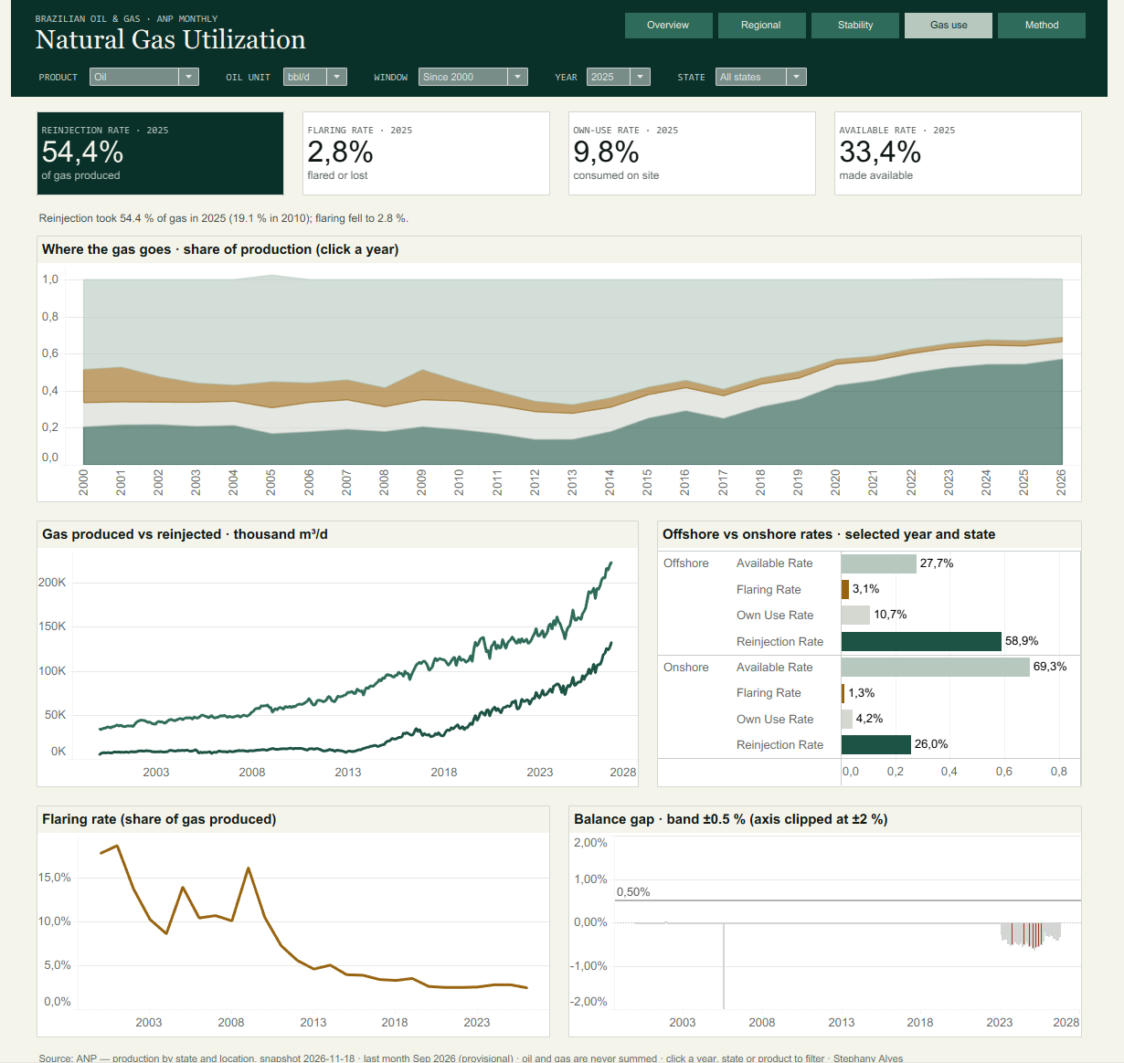 BRAZILIAN OIL & GAS · ANP MONTHLY
Natural Gas Utilization
Overview Regional Stability Gas use Method
PRODUCT Oil OIL UNIT bbl/d WINDOW Since 2000 YEAR 2025 STATE All states
REINJECTION RATE · 2025
54,4%
of gas produced
FLARING RATE · 2025
2,8%
flared or lost
OWN-USE RATE · 2025
9,8%
consumed on site
AVAILABLE RATE · 2025
33,4%
made available
Reinjection took 54.4 % of gas in 2025 (19.1 % in 2010); flaring fell to 2.8 %.
Where the gas goes · share of production (click a year)
1,0
0,8
0,6
0,4
0,2
0,0
2000 2001 2002 2003 2004 2005 2006 2007 2008 2009 2010 2011 2012 2013 2014 2015 2016 2017 2018 2019 2020 2021 2022 2023 2024 2025 2026
Gas produced vs reinjected · thousand m³/d
200K
150K
100K
50K
0K
2003 2008 2013 2018 2023 2028
Offshore vs onshore rates · selected year and state
Offshore Available Rate 27,7%
Flaring Rate 3,1%
Own Use Rate 10,7%
Reinjection Rate 58,9%
Onshore Available Rate 69,3%
Flaring Rate 1,3%
Own Use Rate 4,2%
Reinjection Rate 26,0%
0,0 0,2 0,4 0,6 0,8
Flaring rate (share of gas produced)
15,0%
10,0%
5,0%
0,0%
2003 2008 2013 2018 2023
Balance gap · band ±0.5 % (axis clipped at ±2 %)
2,00%
1,00%
0,50%
0,00%
-1,00%
-2,00%
2003 2008 2013 2018 2023 2028
Source: ANP — production by state and location, snapshot 2026-11-18 · last month Sep 2026 (provisional) · oil and gas are never summed · click a year, state or product to filter · Stephany Alves